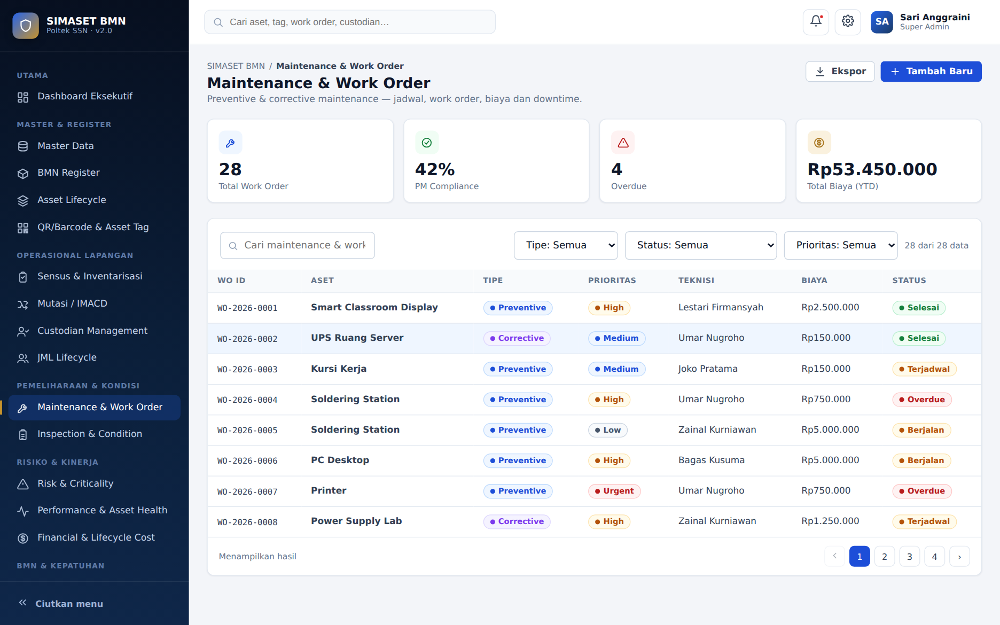 SIMASET BMN
Poltek SSN · v2.0
UTAMA
Dashboard Eksekutif
MASTER & REGISTER
Master Data
BMN Register
Asset Lifecycle
QR/Barcode & Asset Tag
OPERASIONAL LAPANGAN
Sensus & Inventarisasi
Mutasi / IMACD
Custodian Management
JML Lifecycle
PEMELIHARAAN & KONDISI
Maintenance & Work Order
Inspection & Condition
RISIKO & KINERJA
Risk & Criticality
Performance & Asset Health
Financial & Lifecycle Cost
BMN & KEPATUHAN
Ciutkan menu
Cari aset, tag, work order, custodian…
SA
Sari Anggraini
Super Admin
SIMASET BMN / Maintenance & Work Order
Maintenance & Work Order
Preventive & corrective maintenance — jadwal, work order, biaya dan downtime.
Ekspor
Tambah Baru
28
Total Work Order
42%
PM Compliance
4
Overdue
Rp53.450.000
Total Biaya (YTD)
Cari maintenance & work
Tipe: Semua
Status: Semua
Prioritas: Semua
28 dari 28 data
WO ID ASET TIPE PRIORITAS TEKNISI BIAYA STATUS
WO-2026-0001 Smart Classroom Display Preventive High Lestari Firmansyah Rp2.500.000 Selesai
WO-2026-0002 UPS Ruang Server Corrective Medium Umar Nugroho Rp150.000 Selesai
WO-2026-0003 Kursi Kerja Preventive Medium Joko Pratama Rp150.000 Terjadwal
WO-2026-0004 Soldering Station Preventive High Umar Nugroho Rp750.000 Overdue
WO-2026-0005 Soldering Station Preventive Low Zainal Kurniawan Rp5.000.000 Berjalan
WO-2026-0006 PC Desktop Preventive High Bagas Kusuma Rp5.000.000 Berjalan
WO-2026-0007 Printer Preventive Urgent Umar Nugroho Rp750.000 Overdue
WO-2026-0008 Power Supply Lab Corrective High Zainal Kurniawan Rp1.250.000 Terjadwal
Menampilkan hasil
‹ 1 2 3 4 ›